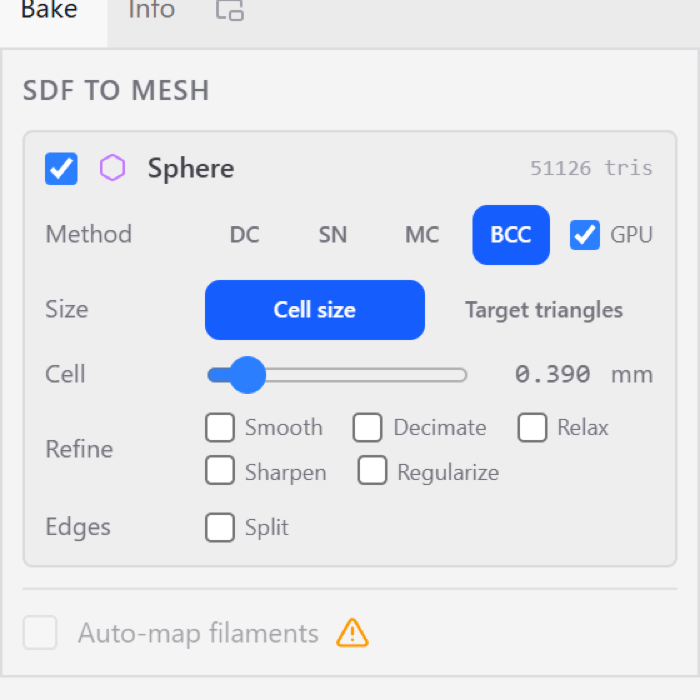 Bake Info
SDF TO MESH
Sphere 51126 tris
Method DC SN MC BCC GPU
Size Cell size Target triangles
Cell 0.390 mm
Refine Smooth Decimate Relax
Sharpen Regularize
Edges Split
Auto-map filaments